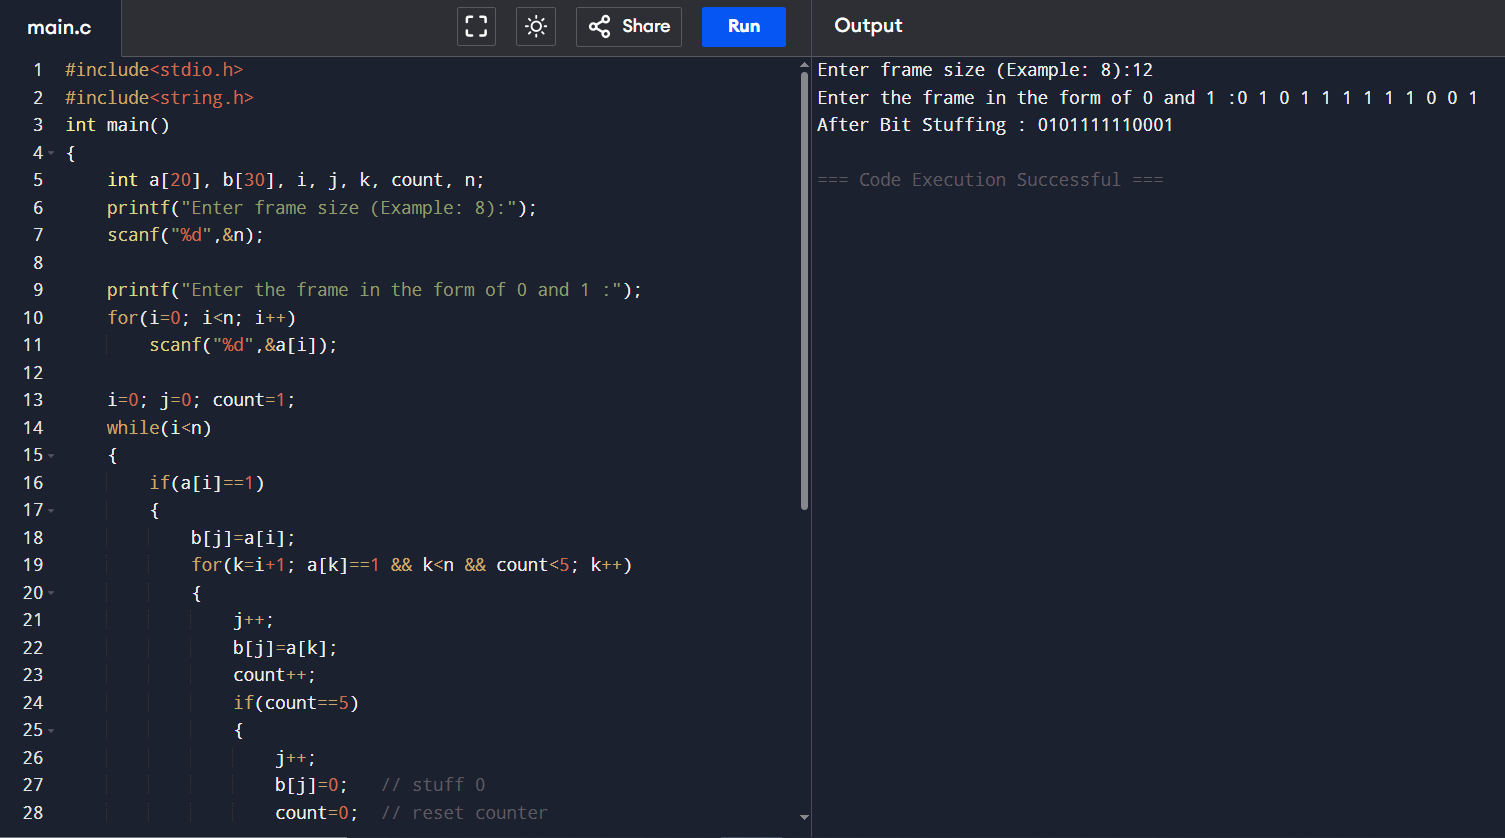 main.c
Share
Run
Output
1 #include<stdio.h>
2 #include<string.h>
3 int main()
4 {
5 int a[20], b[30], i, j, k, count, n;
6 printf("Enter frame size (Example: 8):");
7 scanf("%d",&n);
8
9 printf("Enter the frame in the form of 0 and 1 :");
10 for(i=0; i<n; i++)
11 scanf("%d",&a[i]);
12
13 i=0; j=0; count=1;
14 while(i<n)
15 {
16 if(a[i]==1)
17 {
18 b[j]=a[i];
19 for(k=i+1; a[k]==1 && k<n && count<5; k++)
20 {
21 j++;
22 b[j]=a[k];
23 count++;
24 if(count==5)
25 {
26 j++;
27 b[j]=0; // stuff 0
28 count=0; // reset counter
Enter frame size (Example: 8):12
Enter the frame in the form of 0 and 1 :0 1 0 1 1 1 1 1 1 0 0 1
After Bit Stuffing : 0101111110001
=== Code Execution Successful ===